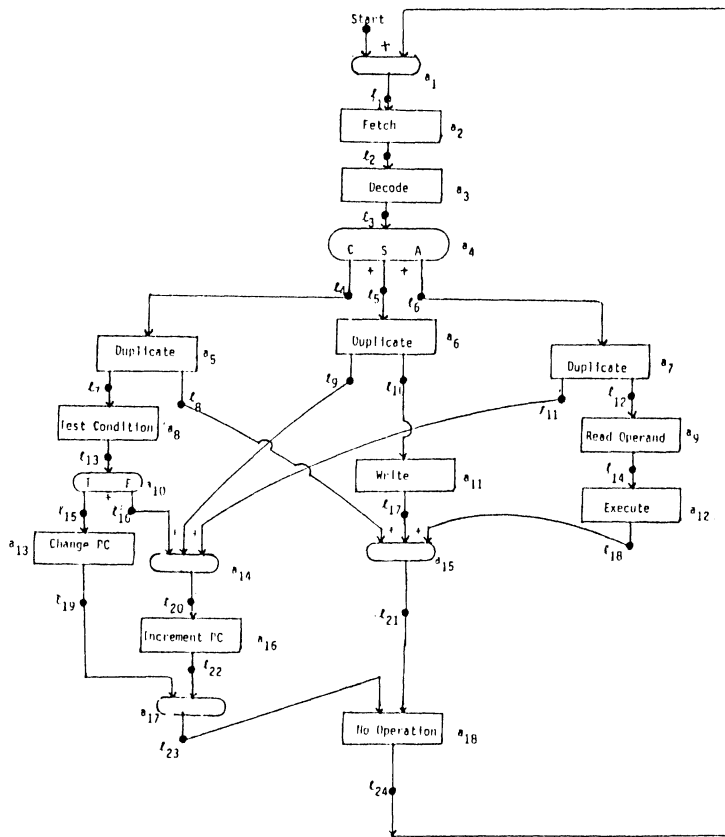 Start
+
a1
ℓ1
Fetch a2
ℓ2
Decode a3
ℓ3
C S A a4
+ +
ℓ4 ℓ5 ℓ6
Duplicate a5
Duplicate a6
Duplicate a7
ℓ7 ℓ8 ℓ9 ℓ10 ℓ11 ℓ12
Test Condition a8
Read Operand a9
ℓ13
ℓ14
T F a10
+
Write a11
Execute a12
ℓ15 ℓ16 ℓ17 ℓ18
Change PC a13
+ + a14
+ + a15
ℓ19 ℓ20 ℓ21
Increment PC a16
ℓ22
a17
ℓ23
No Operation a18
ℓ24